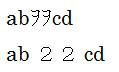 abｦｦcd
ab ２ ２ cd